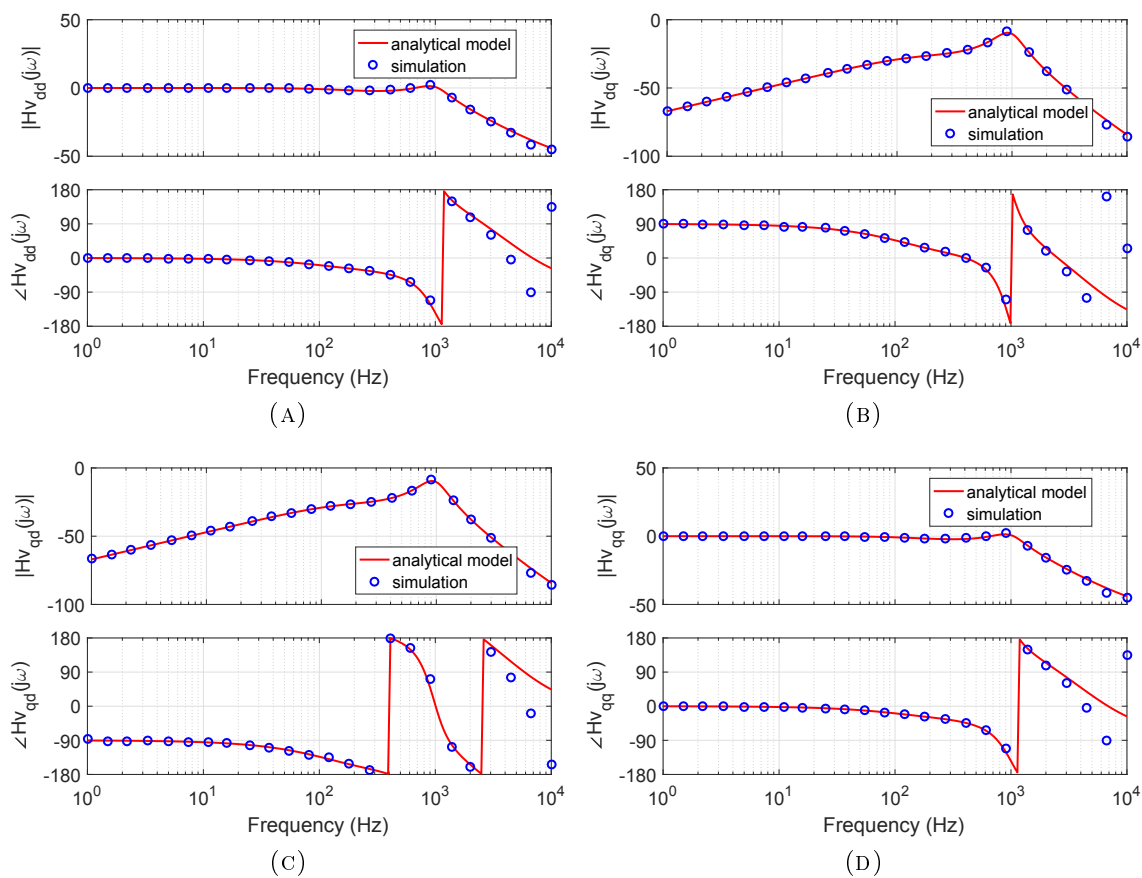 50
0
-50
|Hv_dd(jω)|
analytical model
simulation
180
90
0
-90
-180
∠Hv_dd(jω)
10^0 10^1 10^2 10^3 10^4
Frequency (Hz)
(A)
0
-50
-100
|Hv_dq(jω)|
analytical model
simulation
180
90
0
-90
-180
∠Hv_dq(jω)
10^0 10^1 10^2 10^3 10^4
Frequency (Hz)
(B)
0
-50
-100
|Hv_qd(jω)|
analytical model
simulation
180
90
0
-90
-180
∠Hv_qd(jω)
10^0 10^1 10^2 10^3 10^4
Frequency (Hz)
(C)
50
0
-50
|Hv_qq(jω)|
analytical model
simulation
180
90
0
-90
-180
∠Hv_qq(jω)
10^0 10^1 10^2 10^3 10^4
Frequency (Hz)
(D)